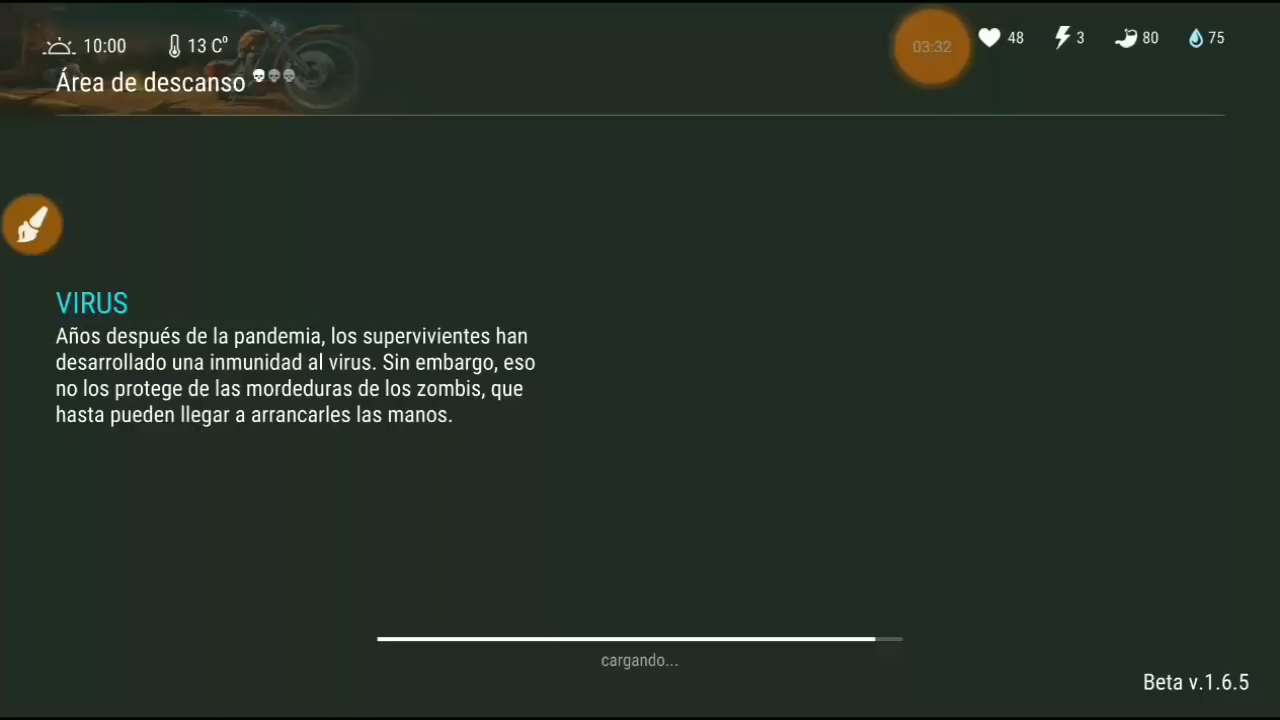 10:00 13 Cº 03:32 48 3 80 75
Área de descanso
VIRUS
Años después de la pandemia, los supervivientes han
desarrollado una inmunidad al virus. Sin embargo, eso
no los protege de las mordeduras de los zombis, que
hasta pueden llegar a arrancarles las manos.
cargando...
Beta v.1.6.5